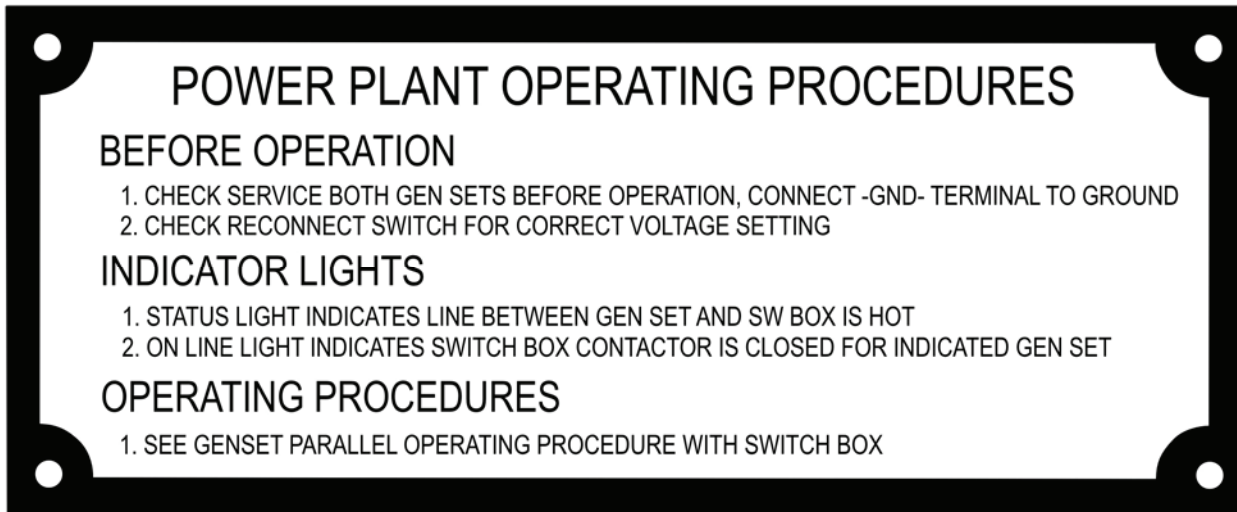 POWER PLANT OPERATING PROCEDURES
BEFORE OPERATION
1. CHECK SERVICE BOTH GEN SETS BEFORE OPERATION, CONNECT -GND- TERMINAL TO GROUND
2. CHECK RECONNECT SWITCH FOR CORRECT VOLTAGE SETTING
INDICATOR LIGHTS
1. STATUS LIGHT INDICATES LINE BETWEEN GEN SET AND SW BOX IS HOT
2. ON LINE LIGHT INDICATES SWITCH BOX CONTACTOR IS CLOSED FOR INDICATED GEN SET
OPERATING PROCEDURES
1. SEE GENSET PARALLEL OPERATING PROCEDURE WITH SWITCH BOX